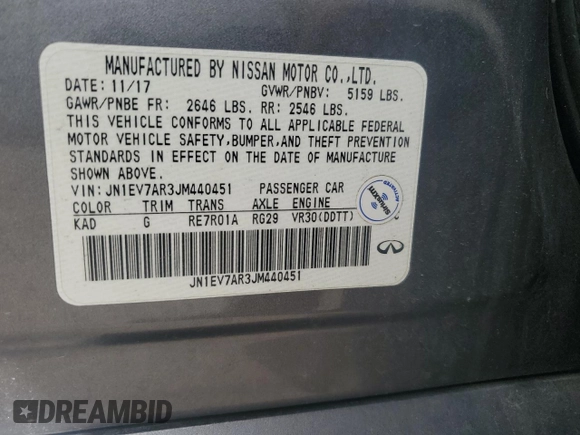 MANUFACTURED BY NISSAN MOTOR CO.,LTD.
DATE: 11/17 GVWR/PNBV: 5159 LBS.
GAWR/PNBE FR: 2646 LBS. RR: 2546 LBS.
THIS VEHICLE CONFORMS TO ALL APPLICABLE FEDERAL
MOTOR VEHICLE SAFETY,BUMPER,AND THEFT PREVENTION
STANDARDS IN EFFECT ON THE DATE OF MANUFACTURE
SHOWN ABOVE.
VIN: JN1EV7AR3JM440451 PASSENGER CAR
COLOR TRIM TRANS AXLE ENGINE
KAD G RE7R01A RG29 VR30(DDTT)
ACTIVATED
siriusxm
JN1EV7AR3JM440451
DREAMBID